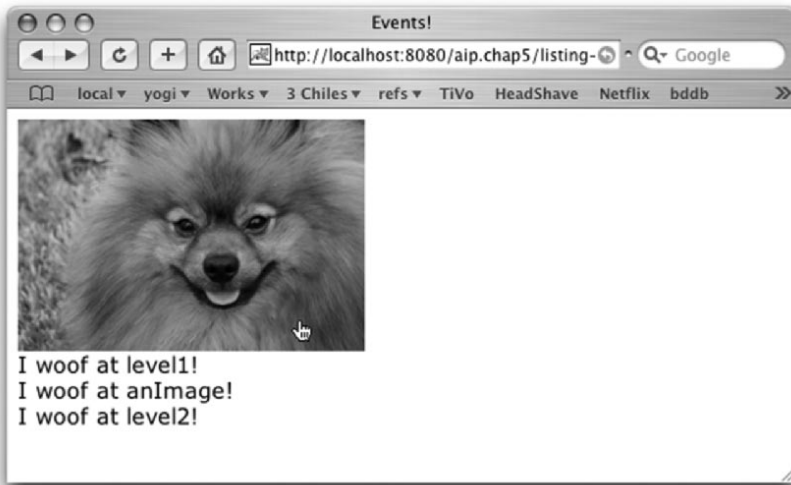 Events!
http://localhost:8080/aip.chap5/listing-
Google
local yogi Works 3 Chiles refs TiVo HeadShave Netflix bddb
I woof at level1!
I woof at anImage!
I woof at level2!